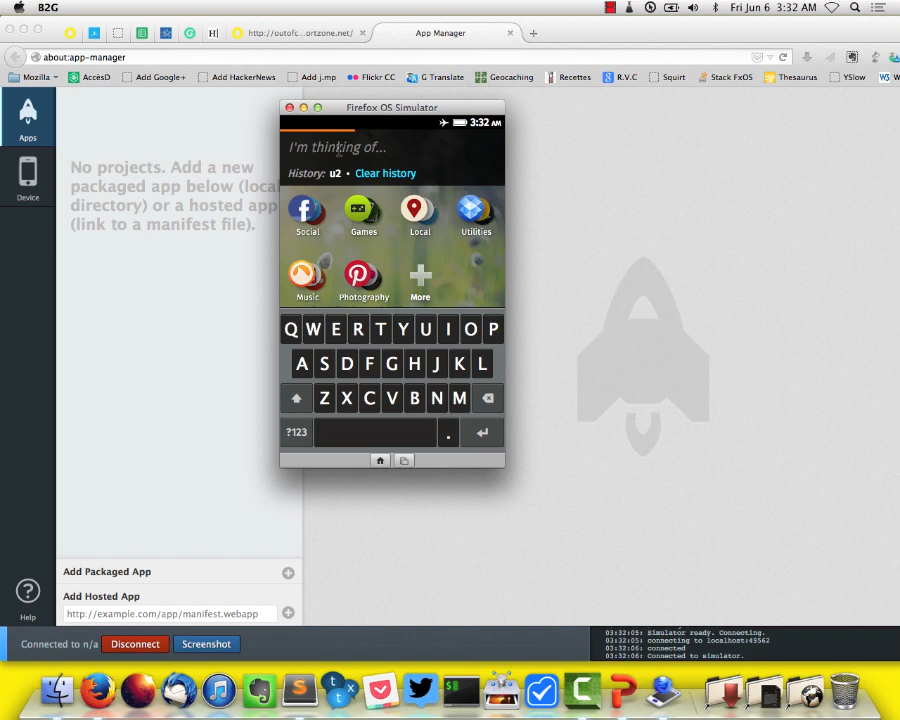 B2G
Fri Jun 6 3:32 AM
http://outofc...ortzone.net/
App Manager
about:app-manager
Mozilla
AccèsD
Add Google+
Add HackerNews
Add j.mp
Flickr CC
G Translate
Geocaching
Recettes
R.V.C
Squirt
Stack FxOS
Thesaurus
YSlow
Apps
Device
No projects. Add a new
packaged app below (local
directory) or a hosted app
(link to a manifest file).
Firefox OS Simulator
3:32 AM
I'm thinking of...
History: u2 • Clear history
Social
Games
Local
Utilities
Music
Photography
More
Q W E R T Y U I O P
A S D F G H J K L
Z X C V B N M
?123 .
Add Packaged App
Add Hosted App
http://example.com/app/manifest.webapp
Help
Connected to n/a
Disconnect
Screenshot
03:32:05: Simulator ready. Connecting.
03:32:05: connecting to localhost:49562
03:32:06: connected
03:32:06: Connected to simulator.